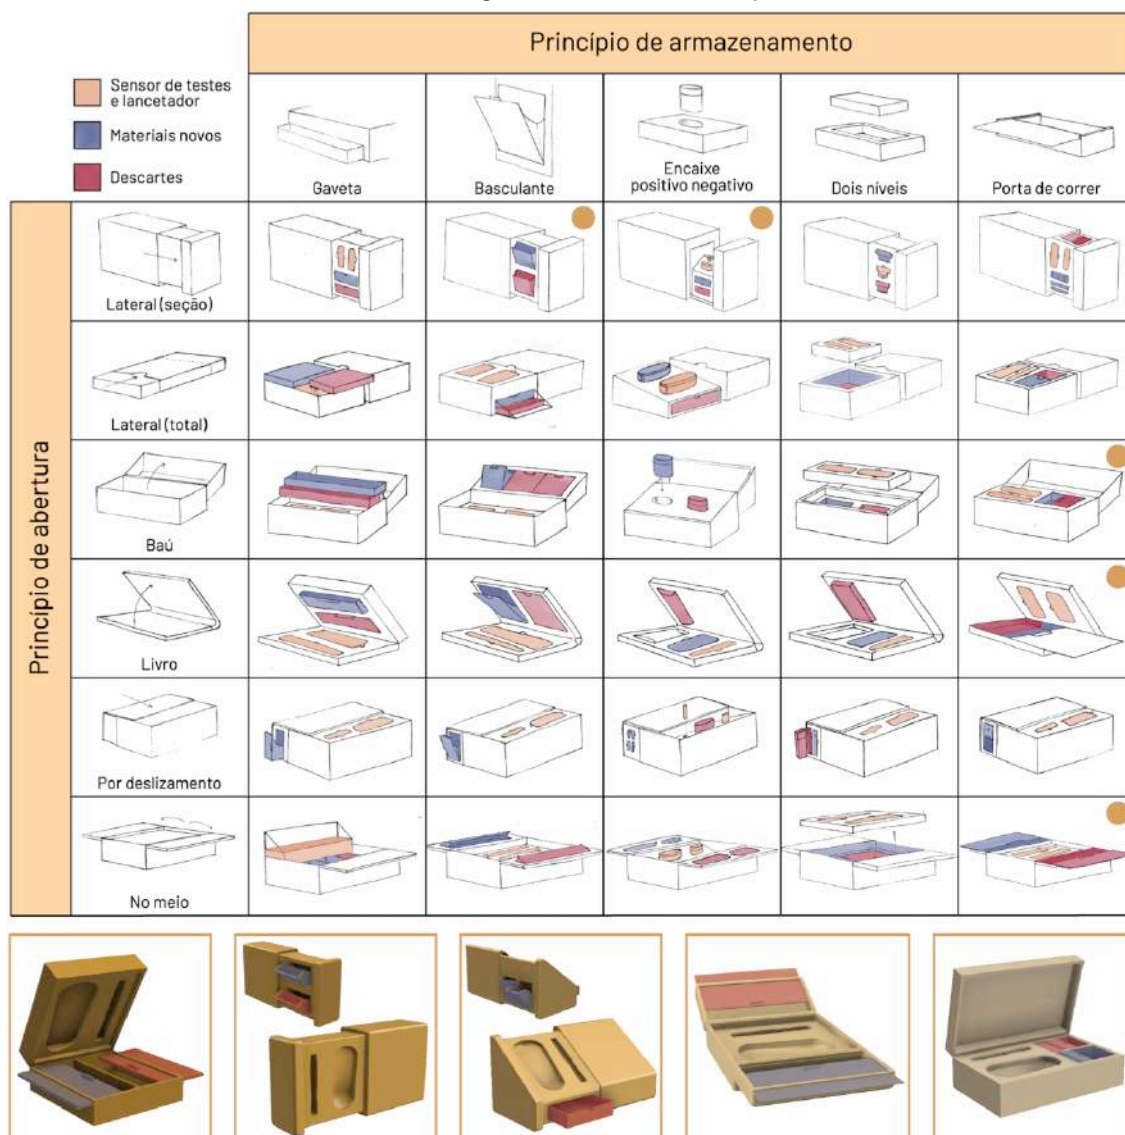 Princípio de armazenamento
Sensor de testes
e lancetador
Materiais novos
Descartes
Gaveta
Basculante
Encaixe
positivo negativo
Dois níveis
Porta de correr
Princípio de abertura
Lateral (seção)
Lateral (total)
Baú
Livro
Por deslizamento
No meio